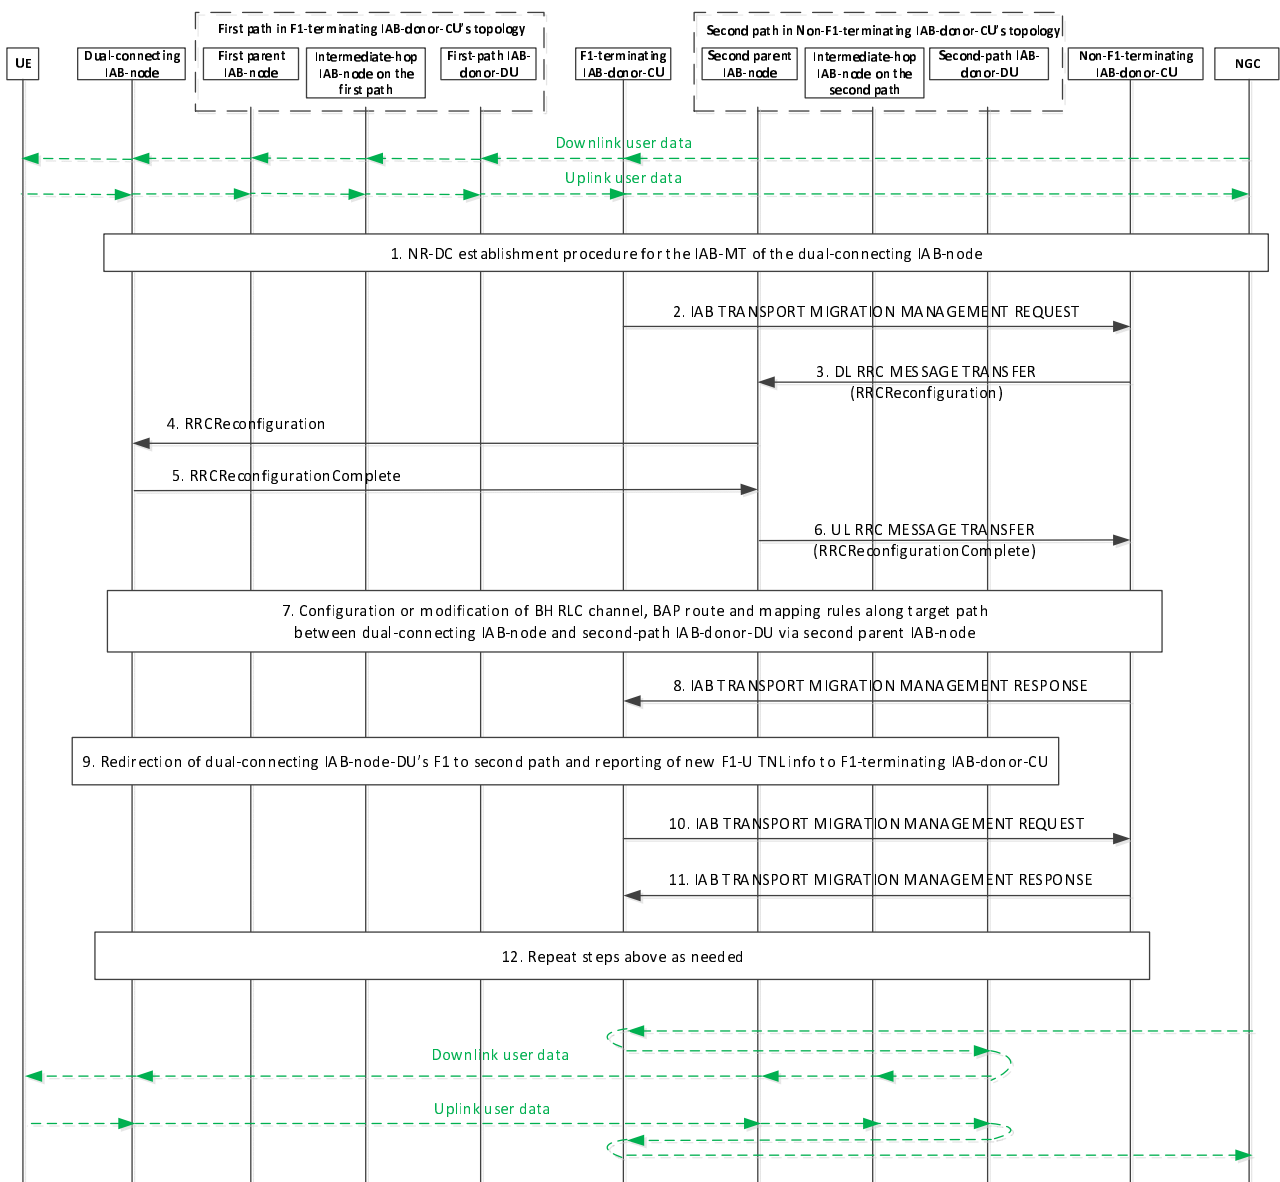 First path in F1-terminating IAB-donor-CU's topology
Second path in Non-F1-terminating IAB-donor-CU's topology
UE
Dual-connecting
IAB-node
First parent
IAB-node
Intermediate-hop
IAB-node on the
first path
First-path IAB-
donor-DU
F1-terminating
IAB-donor-CU
Second parent
IAB-node
Intermediate-hop
IAB-node on the
second path
Second-path IAB-
donor-DU
Non-F1-terminating
IAB-donor-CU
NGC
Downlink user data
Uplink user data
1. NR-DC establishment procedure for the IAB-MT of the dual-connecting IAB-node
2. IAB TRANSPORT MIGRATION MANAGEMENT REQUEST
3. DL RRC MESSAGE TRANSFER
(RRCReconfiguration)
4. RRCReconfiguration
5. RRCReconfigurationComplete
6. UL RRC MESSAGE TRANSFER
(RRCReconfigurationComplete)
7. Configuration or modification of BH RLC channel, BAP route and mapping rules along target path
between dual-connecting IAB-node and second-path IAB-donor-DU via second parent IAB-node
8. IAB TRANSPORT MIGRATION MANAGEMENT RESPONSE
9. Redirection of dual-connecting IAB-node-DU's F1 to second path and reporting of new F1-U TNL info to F1-terminating IAB-donor-CU
10. IAB TRANSPORT MIGRATION MANAGEMENT REQUEST
11. IAB TRANSPORT MIGRATION MANAGEMENT RESPONSE
12. Repeat steps above as needed
Downlink user data
Uplink user data